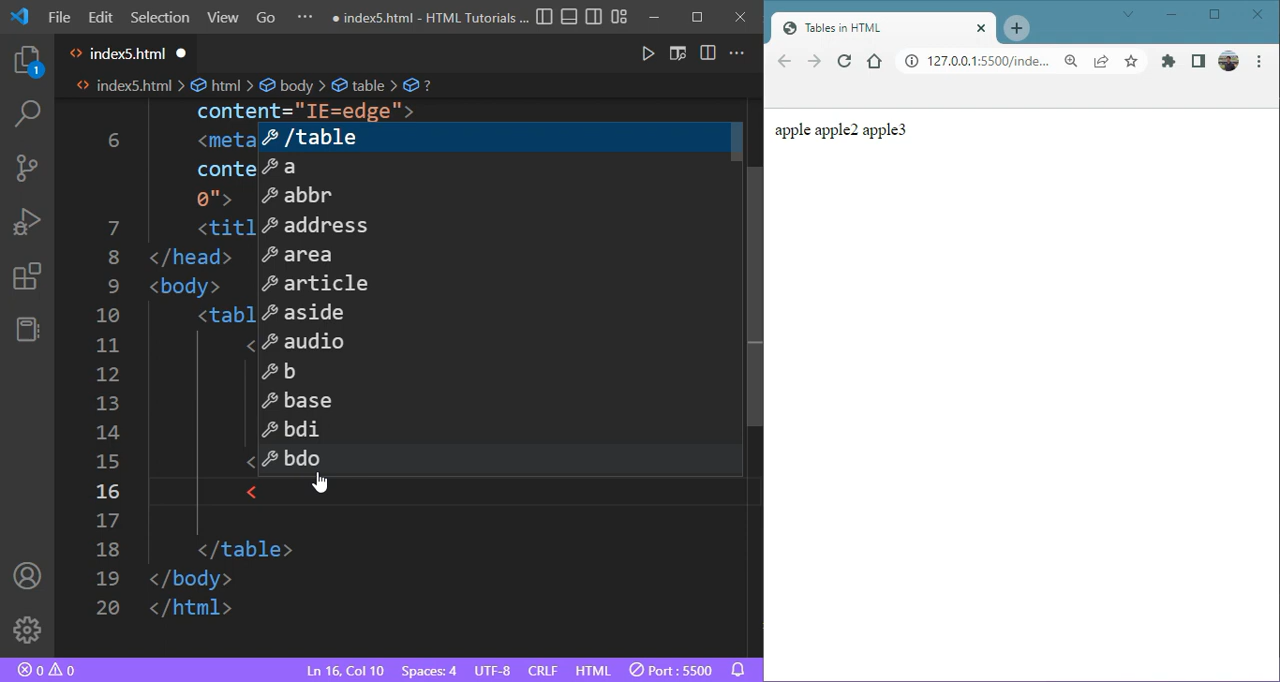 File Edit Selection View Go ··· ● index5.html - HTML Tutorials ...
<> index5.html ●
<> index5.html > html > body > table > ?
1
content="IE=edge">
6 <meta
conte
0">
7 <titl
8 </head>
9 <body>
10 <tabl
11 <
12
13
14
15 <
16 <
17
18 </table>
19 </body>
20 </html>
/table
a
abbr
address
area
article
aside
audio
b
base
bdi
bdo
0 0 Ln 16, Col 10 Spaces: 4 UTF-8 CRLF HTML Port : 5500
Tables in HTML
127.0.0.1:5500/inde...
apple apple2 apple3